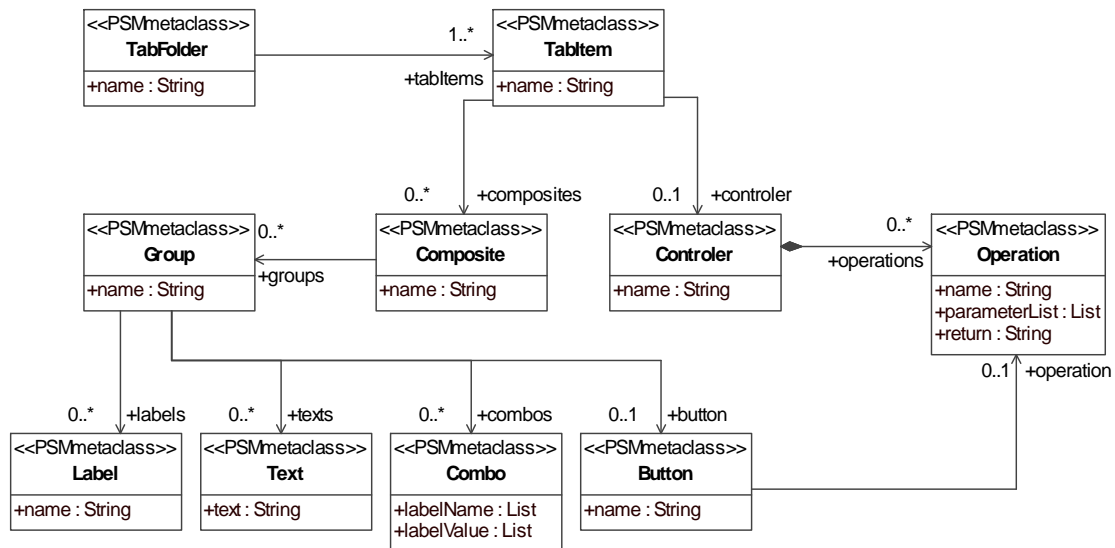 <<PSMmetaclass>>
TabFolder
+name : String
1..*
+tabItems
<<PSMmetaclass>>
TabItem
+name : String
0..*
+composites
0..1
+controler
<<PSMmetaclass>>
Group
+name : String
0..*
+groups
<<PSMmetaclass>>
Composite
+name : String
<<PSMmetaclass>>
Controler
+name : String
0..*
+operations
<<PSMmetaclass>>
Operation
+name : String
+parameterList : List
+return : String
0..1
+operation
0..*
+labels
0..*
+texts
0..*
+combos
0..1
+button
<<PSMmetaclass>>
Label
+name : String
<<PSMmetaclass>>
Text
+text : String
<<PSMmetaclass>>
Combo
+labelName : List
+labelValue : List
<<PSMmetaclass>>
Button
+name : String